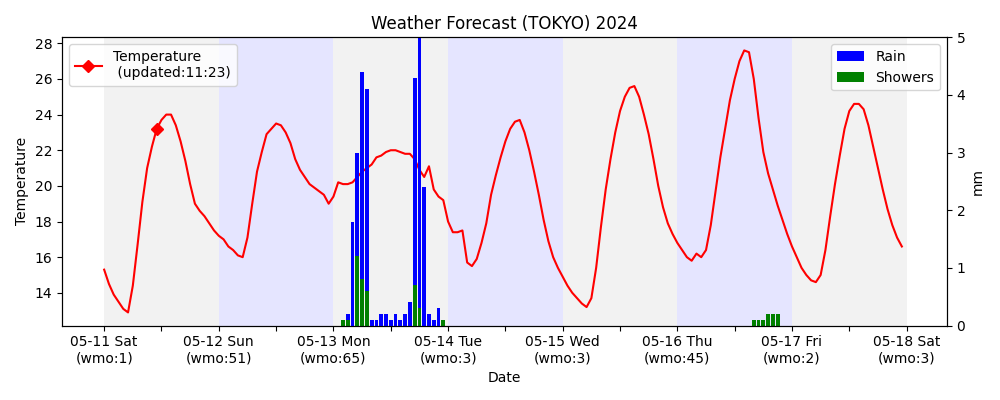 Weather Forecast (TOKYO) 2024
Temperature
(updated:11:23)
Rain
Showers
Temperature
28
26
24
22
20
18
16
14
5
4
3
2
1
0
mm
05-11 Sat
(wmo:1)
05-12 Sun
(wmo:51)
05-13 Mon
(wmo:65)
05-14 Tue
(wmo:3)
05-15 Wed
(wmo:3)
05-16 Thu
(wmo:45)
05-17 Fri
(wmo:2)
05-18 Sat
(wmo:3)
Date